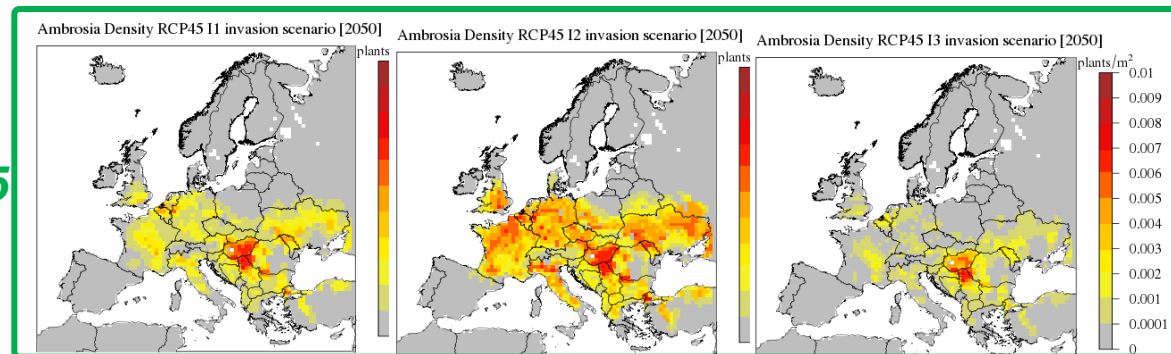 5
Ambrosia Density RCP45 I1 invasion scenario [2050]
plants
Ambrosia Density RCP45 I2 invasion scenario [2050]
plants
Ambrosia Density RCP45 I3 invasion scenario [2050]
plants/m²
0.01
0.009
0.008
0.007
0.006
0.005
0.004
0.003
0.002
0.001
0.0001
0